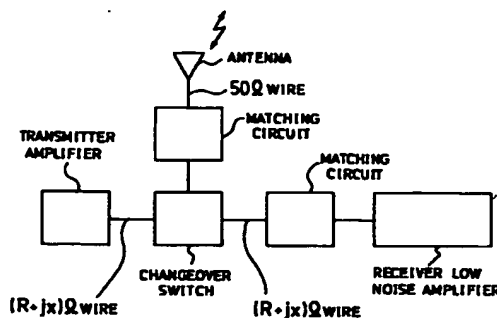 ANTENNA
50Ω WIRE
MATCHING
CIRCUIT
TRANSMITTER
AMPLIFIER
MATCHING
CIRCUIT
CHANGEOVER
SWITCH
(R+jx)Ω WIRE
(R+jx)Ω WIRE
RECEIVER LOW
NOISE AMPLIFIER